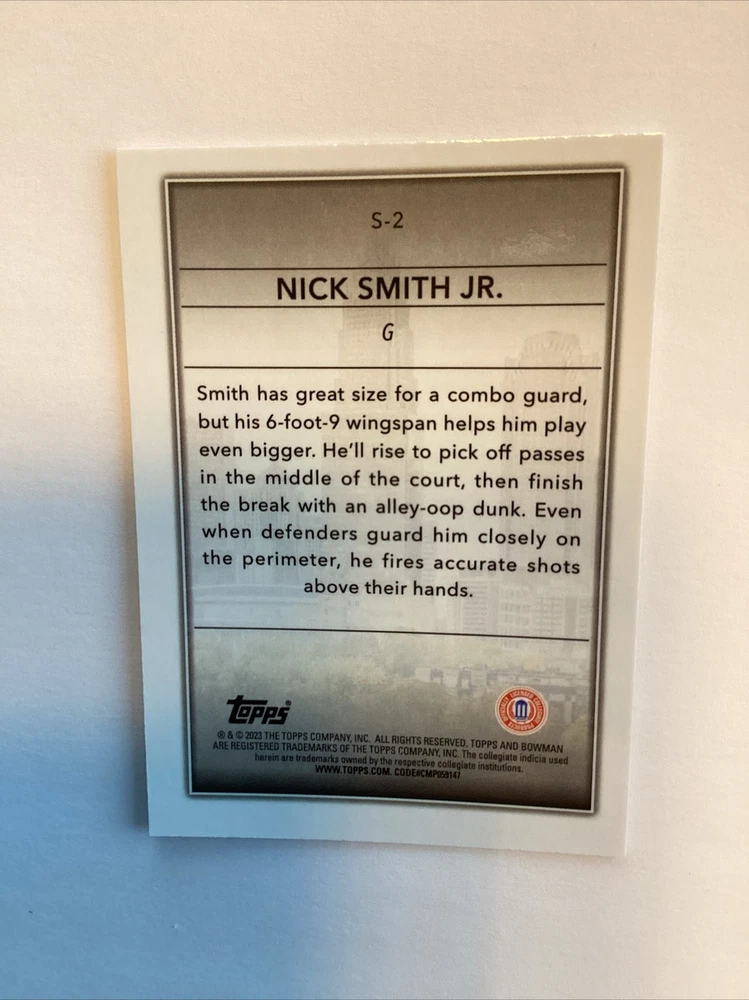 S-2
NICK SMITH JR.
G
Smith has great size for a combo guard,
but his 6-foot-9 wingspan helps him play
even bigger. He'll rise to pick off passes
in the middle of the court, then finish
the break with an alley-oop dunk. Even
when defenders guard him closely on
the perimeter, he fires accurate shots
above their hands.
Topps®
OFFICIALLY LICENSED COLLEGIATE PRODUCTS
® & © 2023 THE TOPPS COMPANY, INC. ALL RIGHTS RESERVED. TOPPS AND BOWMAN
ARE REGISTERED TRADEMARKS OF THE TOPPS COMPANY, INC. The collegiate indicia used
herein are trademarks owned by the respective collegiate institutions.
WWW.TOPPS.COM. CODE#CMP059147